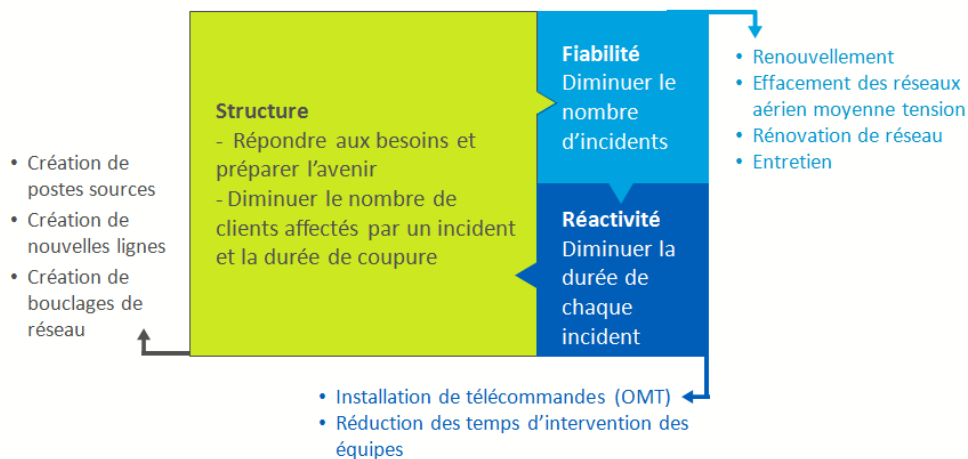 Structure
- Répondre aux besoins et
préparer l’avenir
- Diminuer le nombre de
clients affectés par un incident
et la durée de coupure
• Création de
postes sources
• Création de
nouvelles lignes
• Création de
bouclages de
réseau
Fiabilité
Diminuer le
nombre
d’incidents
• Renouvellement
• Effacement des réseaux
aérien moyenne tension
• Rénovation de réseau
• Entretien
Réactivité
Diminuer la
durée de
chaque
incident
• Installation de télécommandes (OMT)
• Réduction des temps d’intervention des
équipes